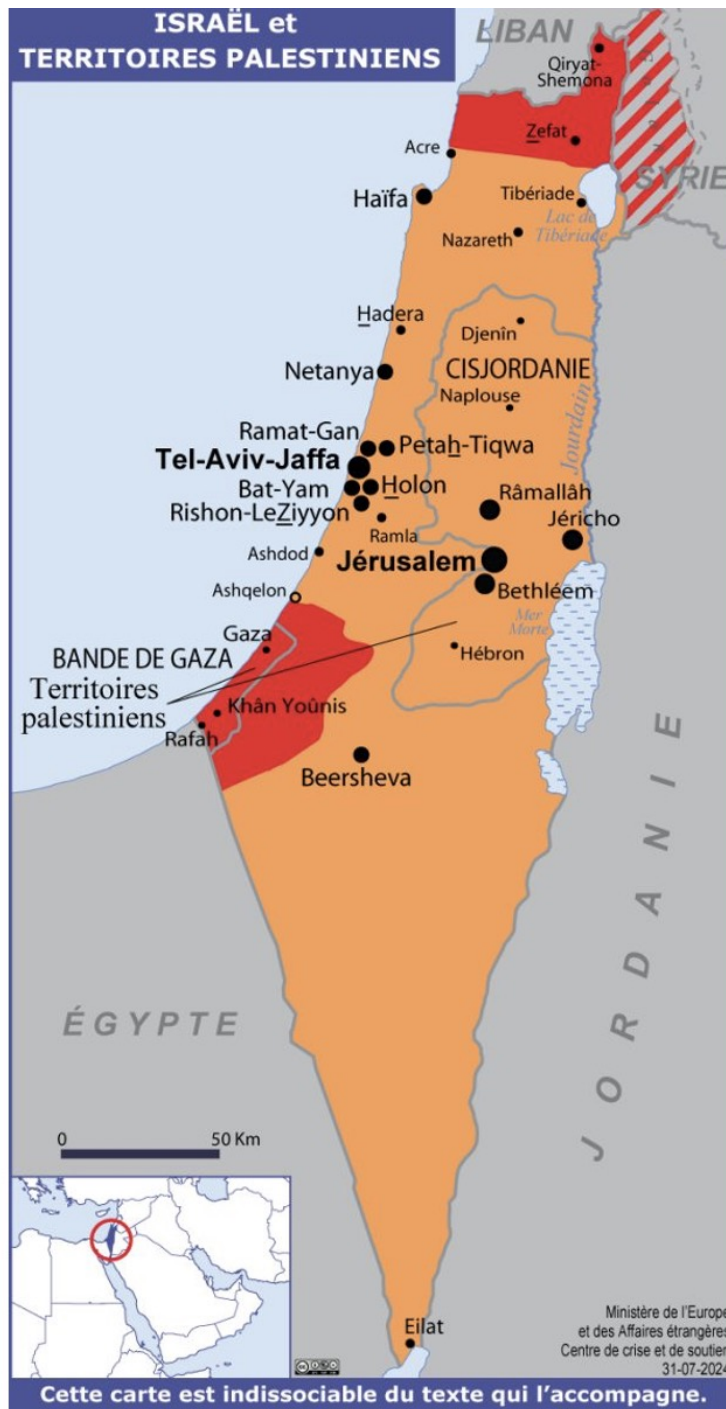 ISRAËL et
TERRITOIRES PALESTINIENS
LIBAN
Qiryat-
Shemona
Zefat
Acre
SYRIE
Haïfa
Tibériade
Lac de
Tibériade
Nazareth
Hadera
Djenîn
CISJORDANIE
Netanya
Naplouse
Jourdain
Ramat-Gan
Petah-Tiqwa
Tel-Aviv-Jaffa
Bat-Yam
Holon
Râmallâh
Rishon-LeZiyyon
Jéricho
Ramla
Ashdod
Jérusalem
Ashqelon
Bethléem
Mer
Morte
Gaza
Hébron
BANDE DE GAZA
Territoires
palestiniens
Khân Yoûnis
Rafah
Beersheva
JORDANIE
ÉGYPTE
0 50 Km
Eilat
Ministère de l'Europe
et des Affaires étrangères
Centre de crise et de soutien
31-07-2024
cc
Cette carte est indissociable du texte qui l'accompagne.